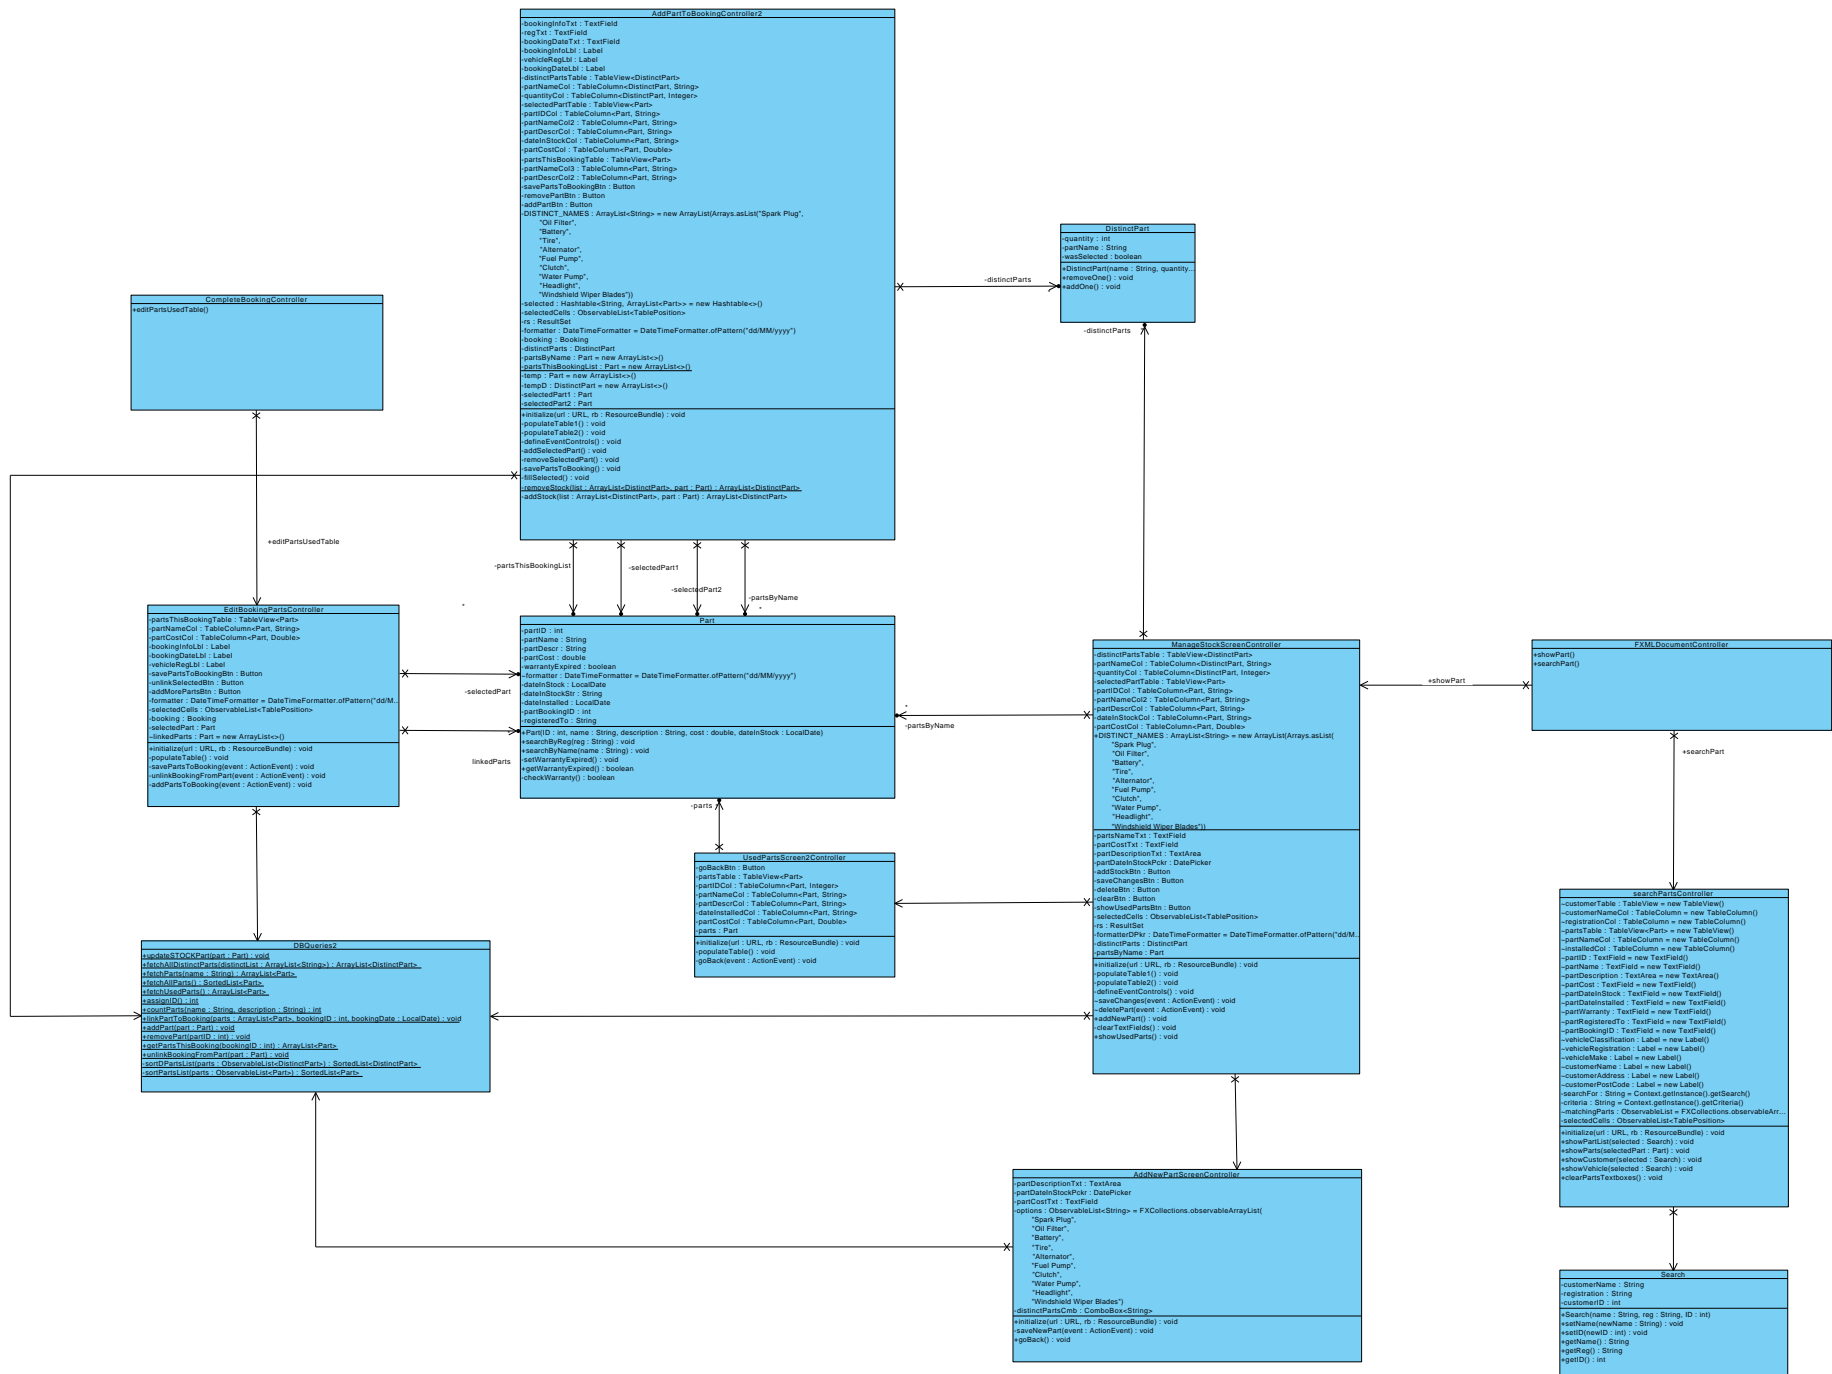 AddPartToBookingController2
-bookingInfoTxt : TextField
-regTxt : TextField
-bookingDateTxt : TextField
-bookingInfoLbl : Label
-vehicleRegLbl : Label
-bookingDateLbl : Label
-distinctPartsTable : TableView<DistinctPart>
-partNameCol : TableColumn<DistinctPart, String>
-quantityCol : TableColumn<DistinctPart, Integer>
-selectedPartTable : TableView<Part>
-partIDCol : TableColumn<Part, String>
-partNameCol2 : TableColumn<Part, String>
-partDescrCol : TableColumn<Part, String>
-dateInStockCol : TableColumn<Part, String>
-partCostCol : TableColumn<Part, Double>
-partsThisBookingTable : TableView<Part>
-partNameCol3 : TableColumn<Part, String>
-partDescrCol2 : TableColumn<Part, String>
-savePartsToBookingBtn : Button
-removePartBtn : Button
-addPartBtn : Button
-DISTINCT_NAMES : ArrayList<String> = new ArrayList(Arrays.asList("Spark Plug",
"Oil Filter",
"Battery",
"Tire",
"Alternator",
"Fuel Pump",
"Clutch",
"Water Pump",
"Headlight",
"Windshield Wiper Blades"))
-selected : Hashtable<String, ArrayList<Part>> = new Hashtable<>()
-selectedCells : ObservableList<TablePosition>
-rs : ResultSet
-formatter : DateTimeFormatter = DateTimeFormatter.ofPattern("dd/MM/yyyy")
-booking : Booking
-distinctParts : DistinctPart
-partsByName : Part = new ArrayList<>()
-partsThisBookingList : Part = new ArrayList<>()
-temp : Part = new ArrayList<>()
-tempD : DistinctPart = new ArrayList<>()
-selectedPart1 : Part
-selectedPart2 : Part
+initialize(url : URL, rb : ResourceBundle) : void
-populateTable1() : void
-populateTable2() : void
-defineEventControls() : void
-addSelectedPart() : void
-removeSelectedPart() : void
-savePartsToBooking() : void
-fillSelected() : void
-removeStock(list : ArrayList<DistinctPart>, part : Part) : ArrayList<DistinctPart>
-addStock(list : ArrayList<DistinctPart>, part : Part) : ArrayList<DistinctPart>
DistinctPart
-quantity : int
-partName : String
-wasSelected : boolean
+DistinctPart(name : String, quantity...
+removeOne() : void
+addOne() : void
-distinctParts
-distinctParts
CompleteBookingController
+editPartsUsedTable()
+editPartsUsedTable
-partsThisBookingList
-selectedPart1
-selectedPart2
-partsByName
*
*
EditBookingPartsController
-partsThisBookingTable : TableView<Part>
-partNameCol : TableColumn<Part, String>
-partCostCol : TableColumn<Part, Double>
-bookingInfoLbl : Label
-bookingDateLbl : Label
-vehicleRegLbl : Label
-savePartsToBookingBtn : Button
-unlinkSelectedBtn : Button
-addMorePartsBtn : Button
-formatter : DateTimeFormatter = DateTimeFormatter.ofPattern("dd/M...
-selectedCells : ObservableList<TablePosition>
-booking : Booking
-selectedPart : Part
~linkedParts : Part = new ArrayList<>()
+initialize(url : URL, rb : ResourceBundle) : void
-populateTable() : void
-savePartsToBooking(event : ActionEvent) : void
-unlinkBookingFromPart(event : ActionEvent) : void
-addPartsToBooking(event : ActionEvent) : void
-selectedPart
linkedParts
Part
-partID : int
-partName : String
-partDescr : String
-partCost : double
-warrantyExpired : boolean
~formatter : DateTimeFormatter = DateTimeFormatter.ofPattern("dd/MM/yyyy")
-dateInStock : LocalDate
-dateInStockStr : String
-dateInstalled : LocalDate
-partBookingID : int
-registeredTo : String
+Part(ID : int, name : String, description : String, cost : double, dateInStock : LocalDate)
+searchByReg(reg : String) : void
+searchByName(name : String) : void
-setWarrantyExpired() : void
+getWarrantyExpired() : boolean
-checkWarranty() : boolean
*
-partsByName
-parts *
ManageStockScreenController
-distinctPartsTable : TableView<DistinctPart>
-partNameCol : TableColumn<DistinctPart, String>
-quantityCol : TableColumn<DistinctPart, Integer>
-selectedPartTable : TableView<Part>
-partIDCol : TableColumn<Part, String>
-partNameCol2 : TableColumn<Part, String>
-partDescrCol : TableColumn<Part, String>
-dateInStockCol : TableColumn<Part, String>
-partCostCol : TableColumn<Part, Double>
+DISTINCT_NAMES : ArrayList<String> = new ArrayList(Arrays.asList(
"Spark Plug",
"Oil Filter",
"Battery",
"Tire",
"Alternator",
"Fuel Pump",
"Clutch",
"Water Pump",
"Headlight",
"Windshield Wiper Blades"))
-partsNameTxt : TextField
-partCostTxt : TextField
-partDescriptionTxt : TextArea
-partDateInStockPckr : DatePicker
-addStockBtn : Button
-saveChangesBtn : Button
-deleteBtn : Button
-clearBtn : Button
-showUsedPartsBtn : Button
-selectedCells : ObservableList<TablePosition>
-rs : ResultSet
-formatterDPkr : DateTimeFormatter = DateTimeFormatter.ofPattern("dd/M...
-distinctParts : DistinctPart
-partsByName : Part
+initialize(url : URL, rb : ResourceBundle) : void
-populateTable1() : void
-populateTable2() : void
-defineEventControls() : void
~saveChanges(event : ActionEvent) : void
~deletePart(event : ActionEvent) : void
+addNewPart() : void
-clearTextFields() : void
+showUsedParts() : void
+showPart
FXMLDocumentController
+showPart()
+searchPart()
+searchPart
UsedPartsScreen2Controller
-goBackBtn : Button
-partsTable : TableView<Part>
-partIDCol : TableColumn<Part, Integer>
-partNameCol : TableColumn<Part, String>
-partDescrCol : TableColumn<Part, String>
-dateInstalledCol : TableColumn<Part, String>
-partCostCol : TableColumn<Part, Double>
-parts : Part
+initialize(url : URL, rb : ResourceBundle) : void
-populateTable() : void
-goBack(event : ActionEvent) : void
searchPartsController
~customerTable : TableView = new TableView()
~customerNameCol : TableColumn = new TableColumn()
~registrationCol : TableColumn = new TableColumn()
~partsTable : TableView<Part> = new TableView()
~partNameCol : TableColumn = new TableColumn()
~installedCol : TableColumn = new TableColumn()
~partID : TextField = new TextField()
~partName : TextField = new TextField()
~partDescription : TextArea = new TextArea()
~partCost : TextField = new TextField()
~partDateInStock : TextField = new TextField()
~partDateInstalled : TextField = new TextField()
~partWarranty : TextField = new TextField()
~partRegisteredTo : TextField = new TextField()
~partBookingID : TextField = new TextField()
~vehicleClassification : Label = new Label()
~vehicleRegistration : Label = new Label()
~vehicleMake : Label = new Label()
~customerName : Label = new Label()
~customerAddress : Label = new Label()
~customerPostCode : Label = new Label()
-searchFor : String = Context.getInstance().getSearch()
-criteria : String = Context.getInstance().getCriteria()
~matchingParts : ObservableList = FXCollections.observableArr...
-selectedCells : ObservableList<TablePosition>
+initialize(url : URL, rb : ResourceBundle) : void
+showPartList(selected : Search) : void
+showParts(selectedPart : Part) : void
+showCustomer(selected : Search) : void
+showVehicle(selected : Search) : void
+clearPartsTextboxes() : void
DBQueries2
+updateSTOCKPart(part : Part) : void
+fetchAllDistinctParts(distinctList : ArrayList<String>) : ArrayList<DistinctPart>
+fetchParts(name : String) : ArrayList<Part>
+fetchAllParts() : SortedList<Part>
+fetchUsedParts() : ArrayList<Part>
+assignID() : int
+countParts(name : String, description : String) : int
+linkPartToBooking(parts : ArrayList<Part>, bookingID : int, bookingDate : LocalDate) : void
+addPart(part : Part) : void
+removePart(partID : int) : void
+getPartsThisBooking(bookingID : int) : ArrayList<Part>
+unlinkBookingFromPart(part : Part) : void
-sortDPartsList(parts : ObservableList<DistinctPart>) : SortedList<DistinctPart>
-sortPartsList(parts : ObservableList<Part>) : SortedList<Part>
AddNewPartScreenController
-partDescriptionTxt : TextArea
-partDateInStockPckr : DatePicker
-partCostTxt : TextField
-options : ObservableList<String> = FXCollections.observableArrayList(
"Spark Plug",
"Oil Filter",
"Battery",
"Tire",
"Alternator",
"Fuel Pump",
"Clutch",
"Water Pump",
"Headlight",
"Windshield Wiper Blades")
-distinctPartsCmb : ComboBox<String>
+initialize(url : URL, rb : ResourceBundle) : void
-saveNewPart(event : ActionEvent) : void
+goBack() : void
Search
-customerName : String
-registration : String
-customerID : int
+Search(name : String, reg : String, ID : int)
+setName(newName : String) : void
+setID(newID : int) : void
+getName() : String
+getReg() : String
+getID() : int